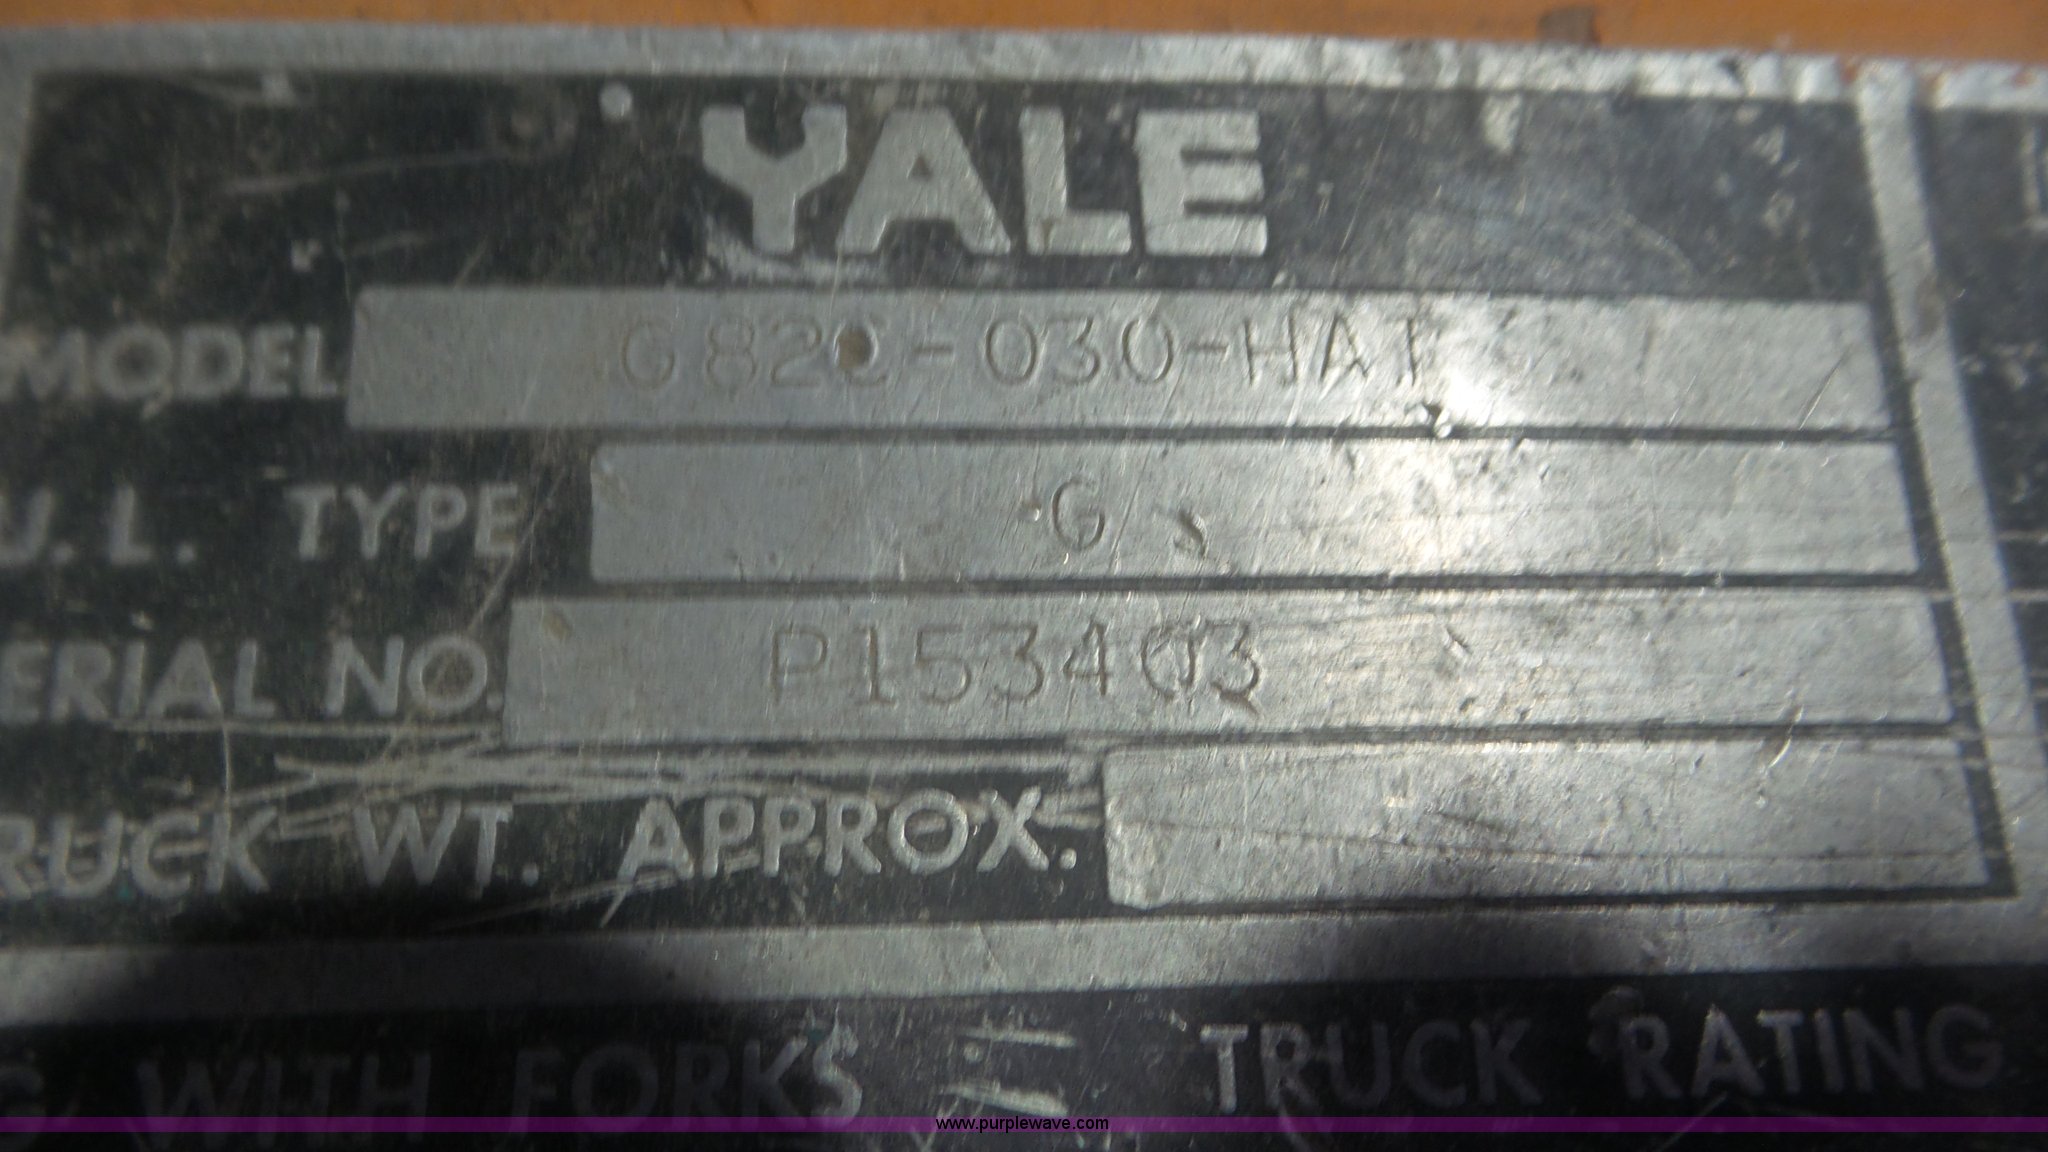 YALE
MODEL G82C-030-HAT
U.L. TYPE G
ERIAL NO. P153403
RUCK WT. APPROX.
G WITH FORKS TRUCK RATING
www.purplewave.com